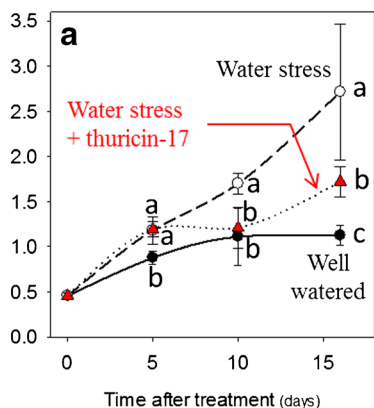 a
3.5
3.0
2.5
2.0
1.5
1.0
0.5
0.0
Water stress
a
Water stress
+ thuricin-17
a
b
a
b
a
b
c
b
b
Well
watered
0
5
10
15
Time after treatment (days)